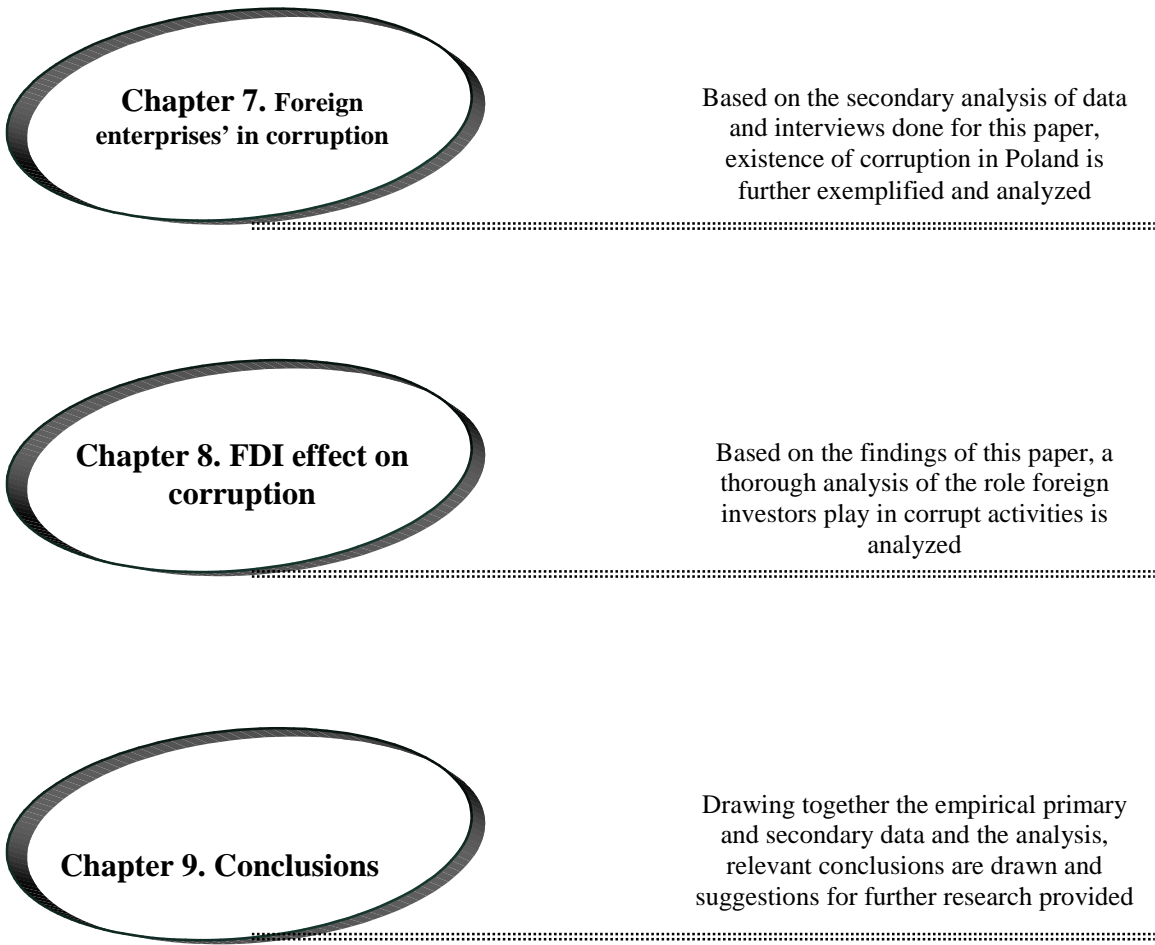 Chapter 7. Foreign
enterprises’ in corruption
Based on the secondary analysis of data
and interviews done for this paper,
existence of corruption in Poland is
further exemplified and analyzed
Chapter 8. FDI effect on
corruption
Based on the findings of this paper, a
thorough analysis of the role foreign
investors play in corrupt activities is
analyzed
Chapter 9. Conclusions
Drawing together the empirical primary
and secondary data and the analysis,
relevant conclusions are drawn and
suggestions for further research provided